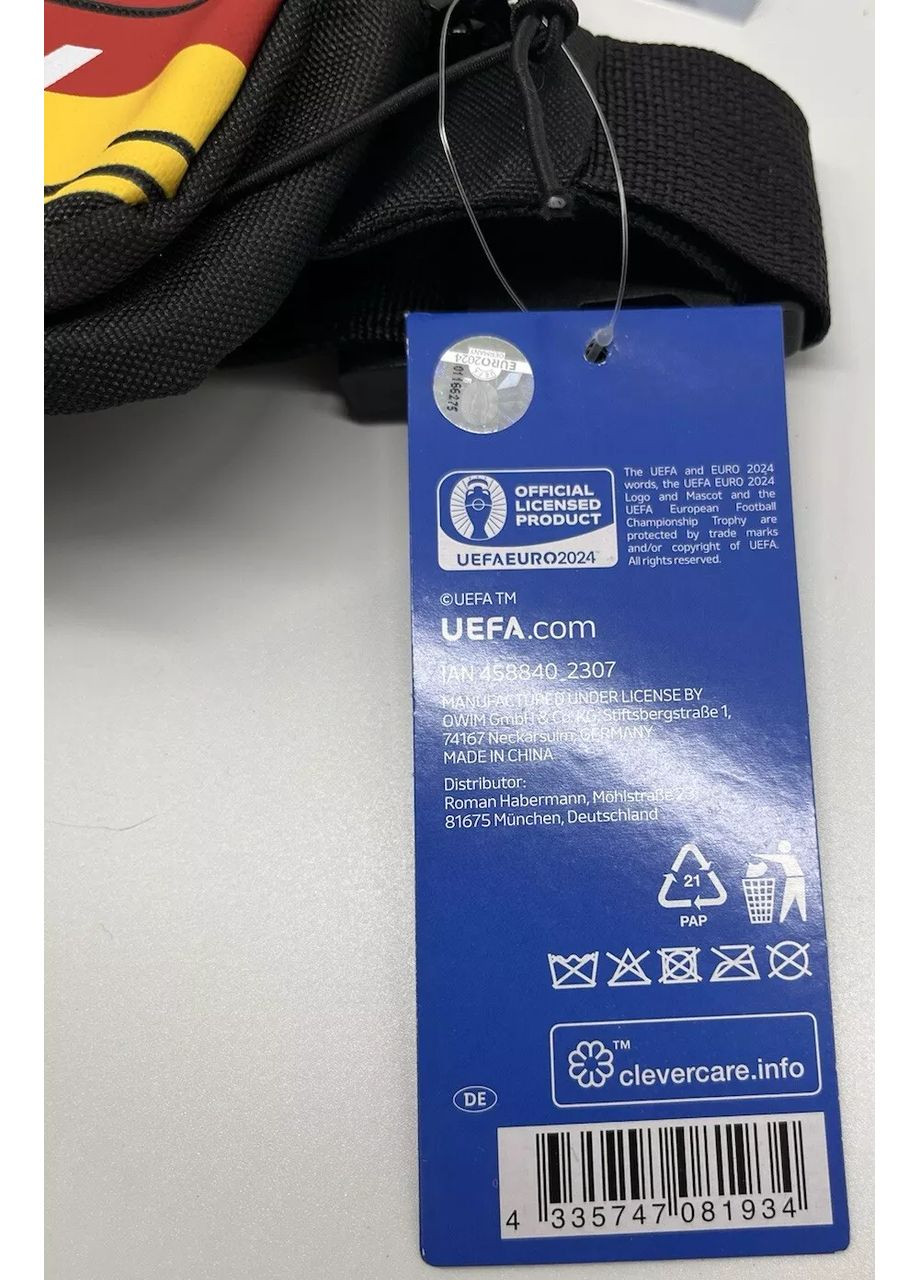 EURO2024
GERMANY
01166275
OFFICIAL
LICENSED
PRODUCT
UEFAEURO2024™
The UEFA and EURO 2024
words, the UEFA EURO 2024
Logo and Mascot and the
UEFA European Football
Championship Trophy are
protected by trade marks
and/or copyright of UEFA.
All rights reserved.
©UEFA TM
UEFA.com
IAN 458840_2307
MANUFACTURED UNDER LICENSE BY
OWIM GmbH & Co. KG, Stiftsbergstraße 1,
74167 Neckarsulm, GERMANY
MADE IN CHINA
Distributor:
Roman Habermann, Möhlstraße 23,
81675 München, Deutschland
21
PAP
™
clevercare.info
DE
4 335747 081934